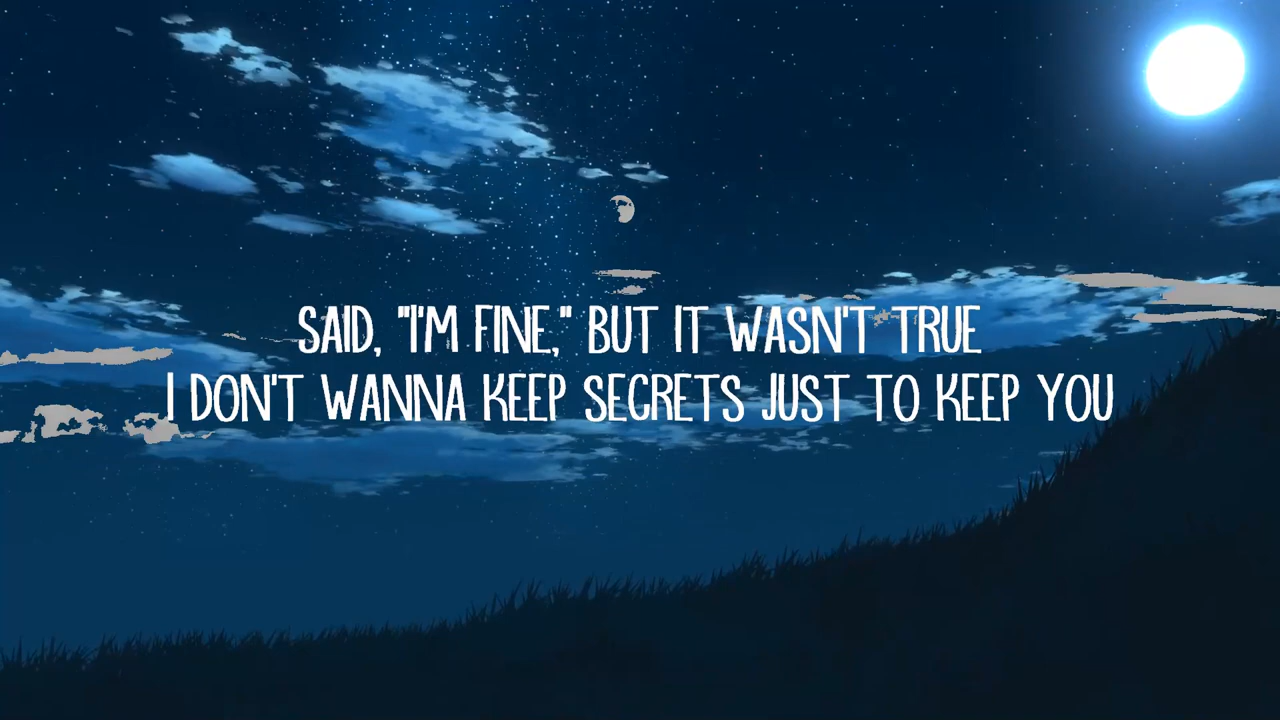 SAID, "I'M FINE," BUT IT WASN'T TRUE
I DON'T WANNA KEEP SECRETS JUST TO KEEP YOU